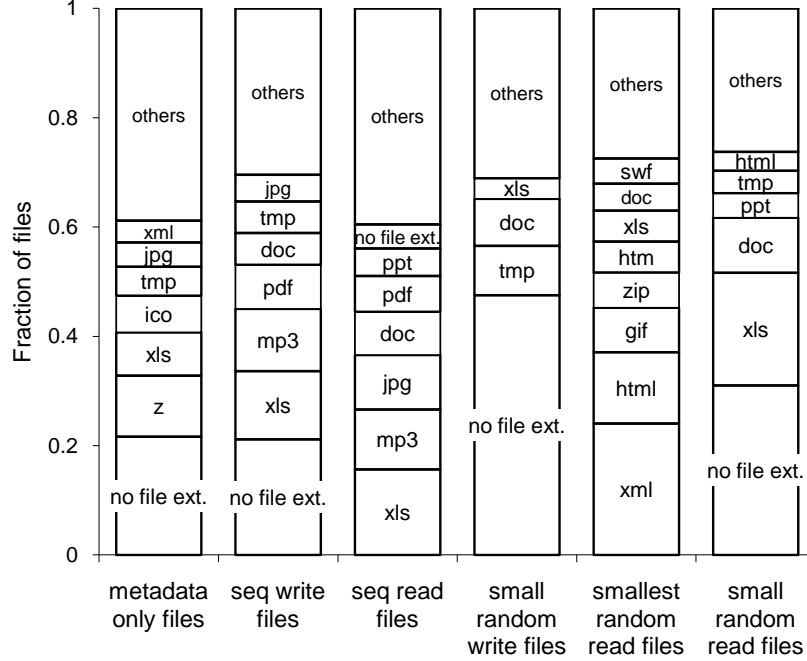 Fraction of files
1
0.8
0.6
0.4
0.2
0
others
xml
jpg
tmp
ico
xls
z
no file ext.
others
jpg
tmp
doc
pdf
mp3
xls
no file ext.
others
no file ext.
ppt
pdf
doc
jpg
mp3
xls
others
xls
doc
tmp
no file ext.
others
swf
doc
xls
htm
zip
gif
html
xml
others
html
tmp
ppt
doc
xls
no file ext.
metadata
only files
seq write
files
seq read
files
small
random
write files
smallest
random
read files
small
random
read files